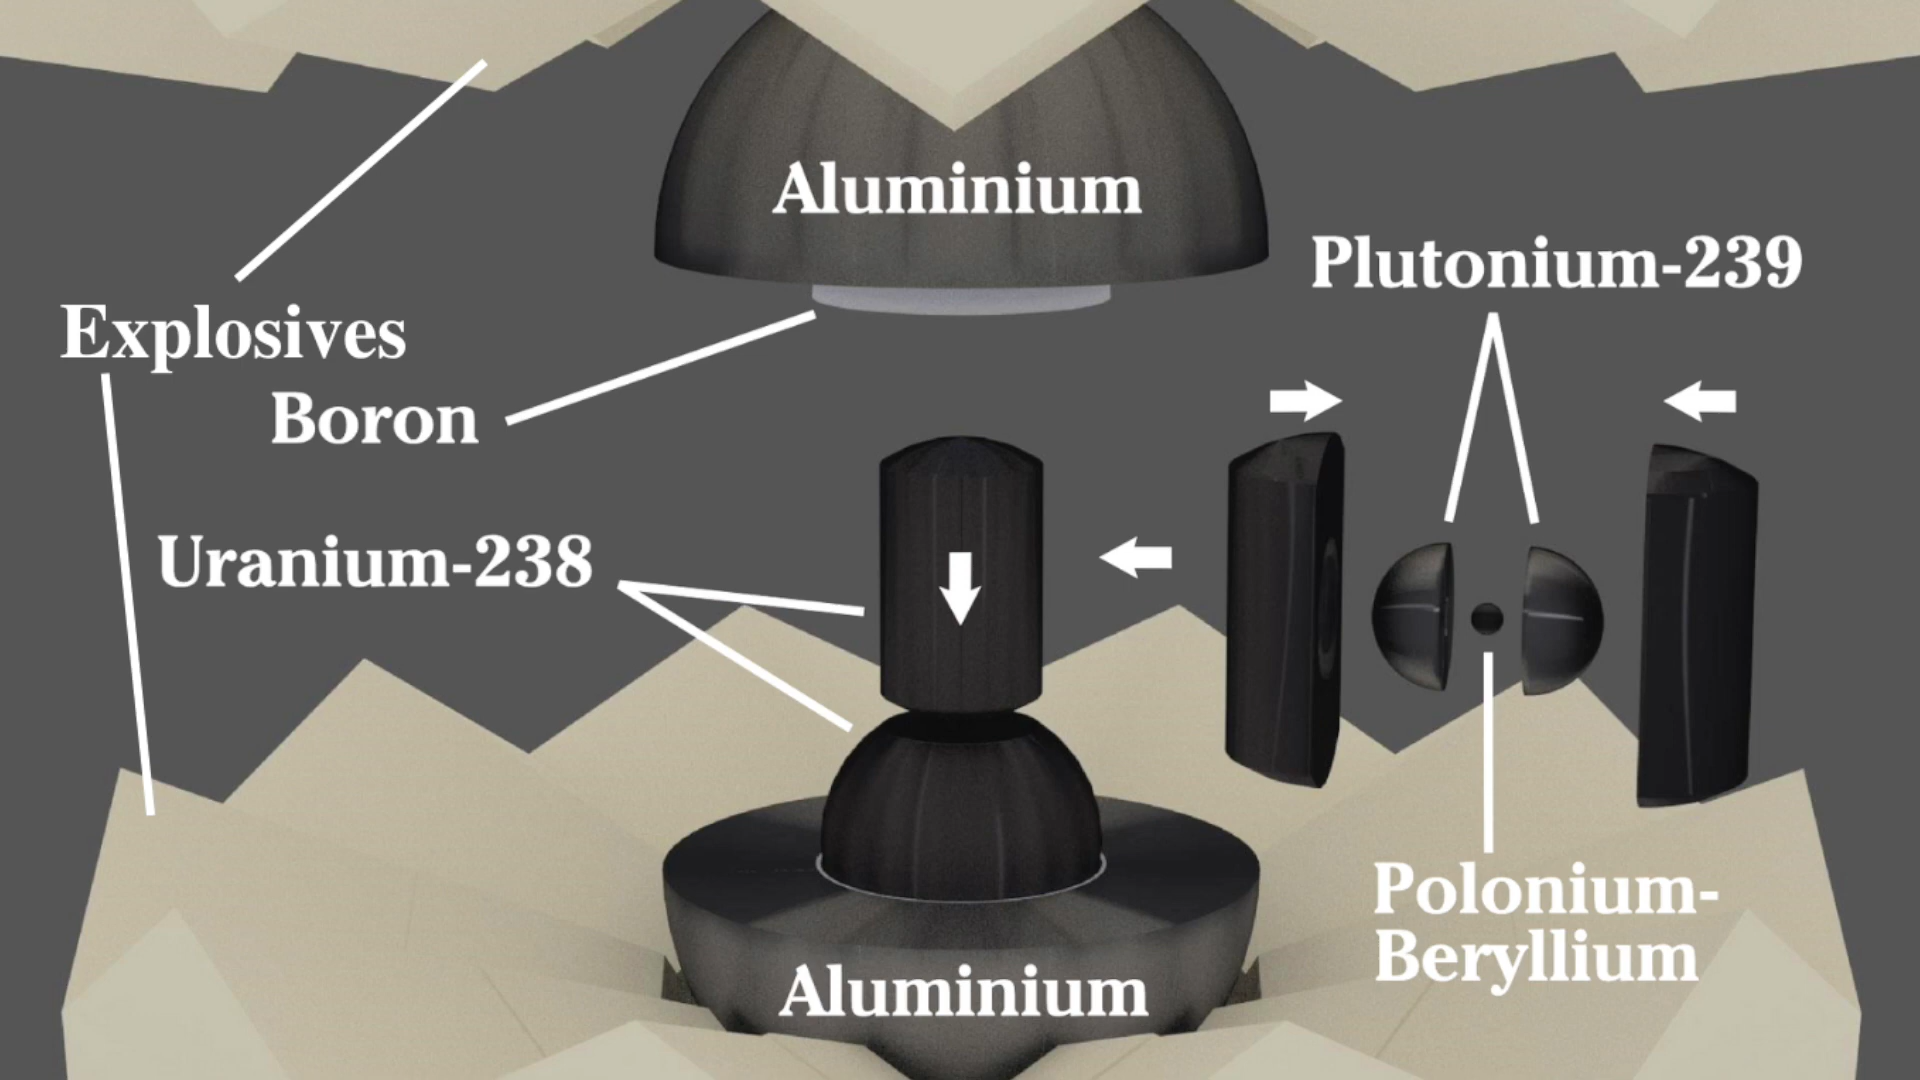 Aluminium
Plutonium-239
Explosives
Boron
Uranium-238
Polonium-
Beryllium
Aluminium